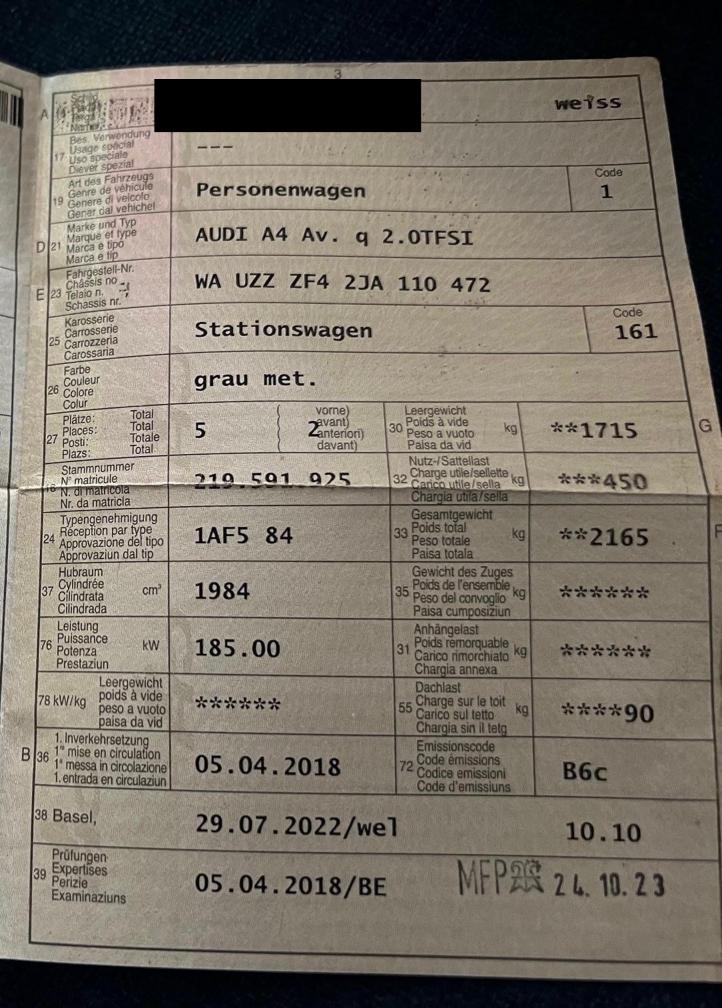 3
A weiss
Bes. Verwendung
Usage spécial
17 Uso speciale ---
Diever spezial
Art des Fahrzeugs Code
Genre de véhicule
19 Genere di veicolo Personenwagen 1
Gener dal vehichel
Marke und Typ
D 21 Marque et type AUDI A4 Av. q 2.0TFSI
Marca e tipo
Marca e tip
Fahrgestell-Nr.
Châssis no
E 23 Telaio n. WA UZZ ZF4 2JA 110 472
Schassis nr.
Karosserie Code
Carrosserie
25 Carrozzeria Stationswagen 161
Carossaria
Farbe
26 Couleur grau met.
Colore
Colur
Plätze: Total vorne) Leergewicht
Places: Total avant) Poids à vide
27 Posti: Totale 5 ( 2 anteriori) 30 Peso a vuoto kg **1715 G
Plazs: Total davant) Paisa da vid
Stammnummer Nutz-/Sattellast
N° matricule 32 Charge utile/sellette kg
18 N. di matricola 219.591.925 Carico utile/sella ***450
Nr. da matricla Chargia utila/sella
Typengenehmigung Gesamtgewicht
24 Réception par type 1AF5 84 33 Poids total kg **2165 F
Approvazione del tipo Peso totale
Approvaziun dal tip Paisa totala
Hubraum Gewicht des Zuges
37 Cylindrée cm³ 1984 35 Poids de l'ensemble kg ******
Cilindrata Peso del convoglio
Cilindrada Paisa cumposiziun
Leistung Anhängelast
76 Puissance kW 185.00 31 Poids remorquable kg ******
Potenza Carico rimorchiato
Prestaziun Chargia annexa
Leergewicht Dachlast
78 kW/kg poids à vide ****** 55 Charge sur le toit kg ****90
peso a vuoto Carico sul tetto
paisa da vid Chargia sin il tetg
1. Inverkehrsetzung Emissionscode
B 36 1re mise en circulation 05.04.2018 72 Code émissions B6c
1a messa in circolazione Codice emissioni
1. entrada en circulaziun Code d'emissiuns
38 Basel, 29.07.2022/wel 10.10
Prüfungen
39 Expertises 05.04.2018/BE MFP 24.10.23
Perizie
Examinaziuns